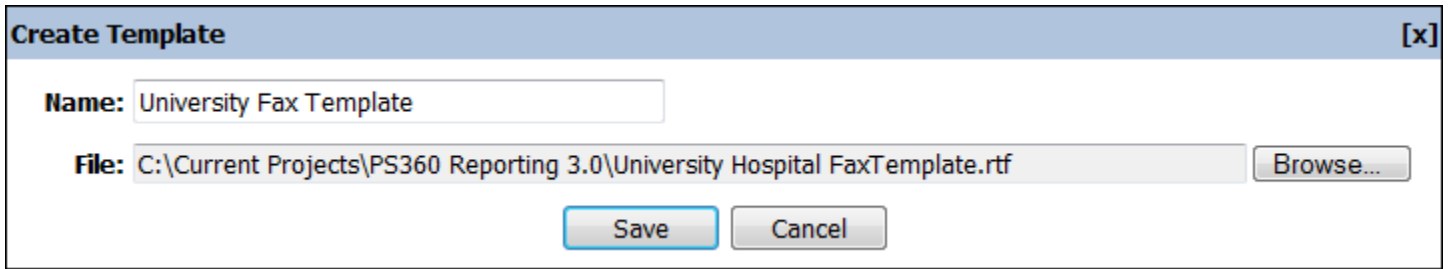 Create Template [x]
Name: University Fax Template
File: C:\Current Projects\PS360 Reporting 3.0\University Hospital FaxTemplate.rtf Browse...
Save Cancel